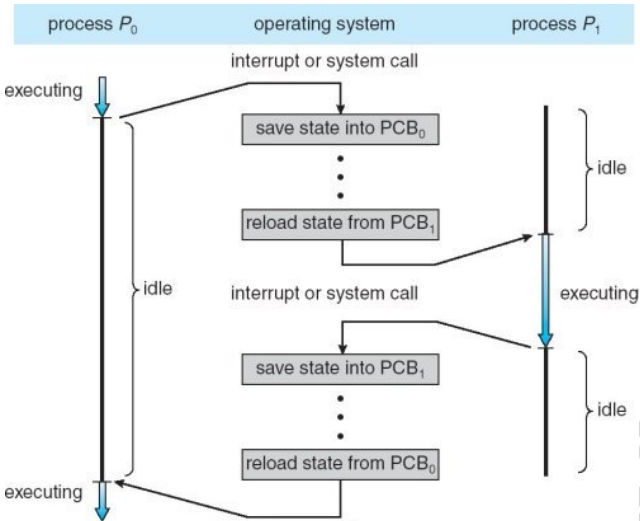 process P₀ operating system process P₁
interrupt or system call
executing
save state into PCB₀
idle
reload state from PCB₁
idle
interrupt or system call
executing
save state into PCB₁
idle
reload state from PCB₀
executing